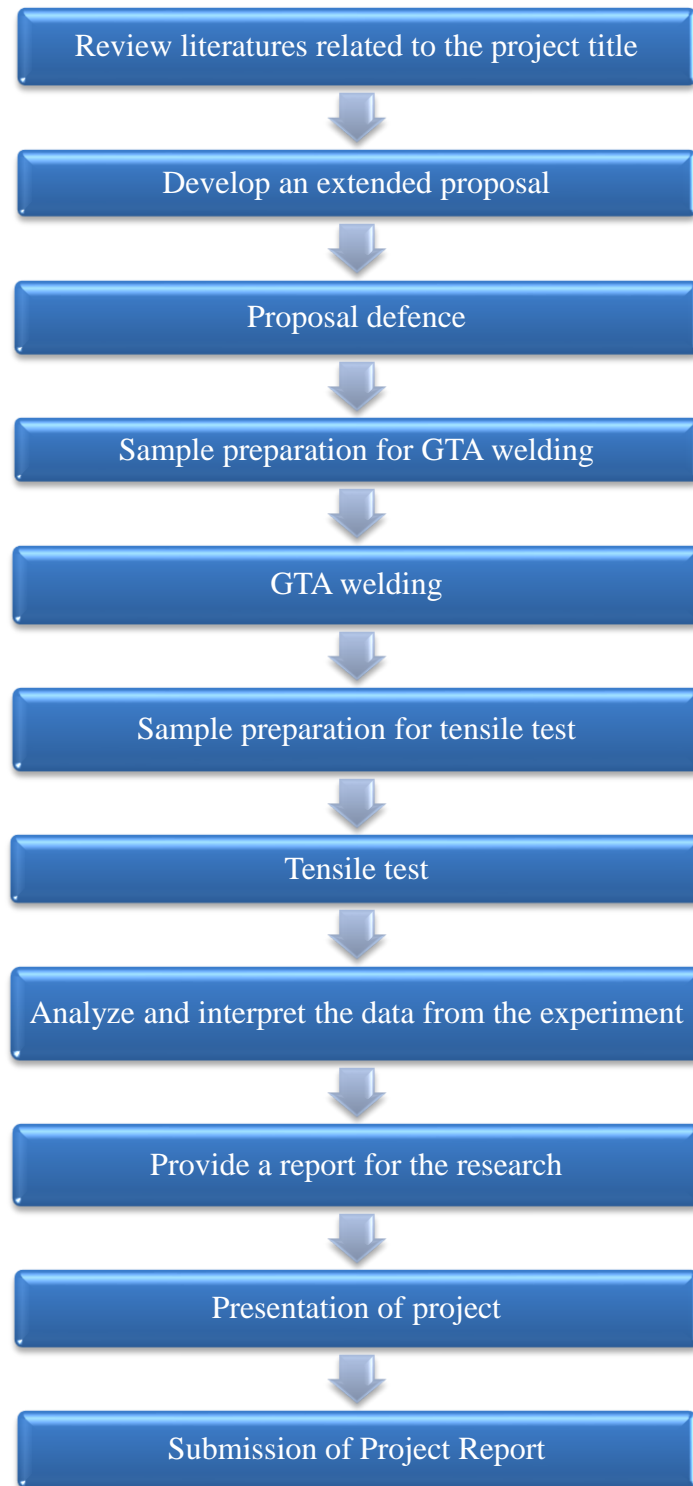 Review literatures related to the project title
Develop an extended proposal
Proposal defence
Sample preparation for GTA welding
GTA welding
Sample preparation for tensile test
Tensile test
Analyze and interpret the data from the experiment
Provide a report for the research
Presentation of project
Submission of Project Report